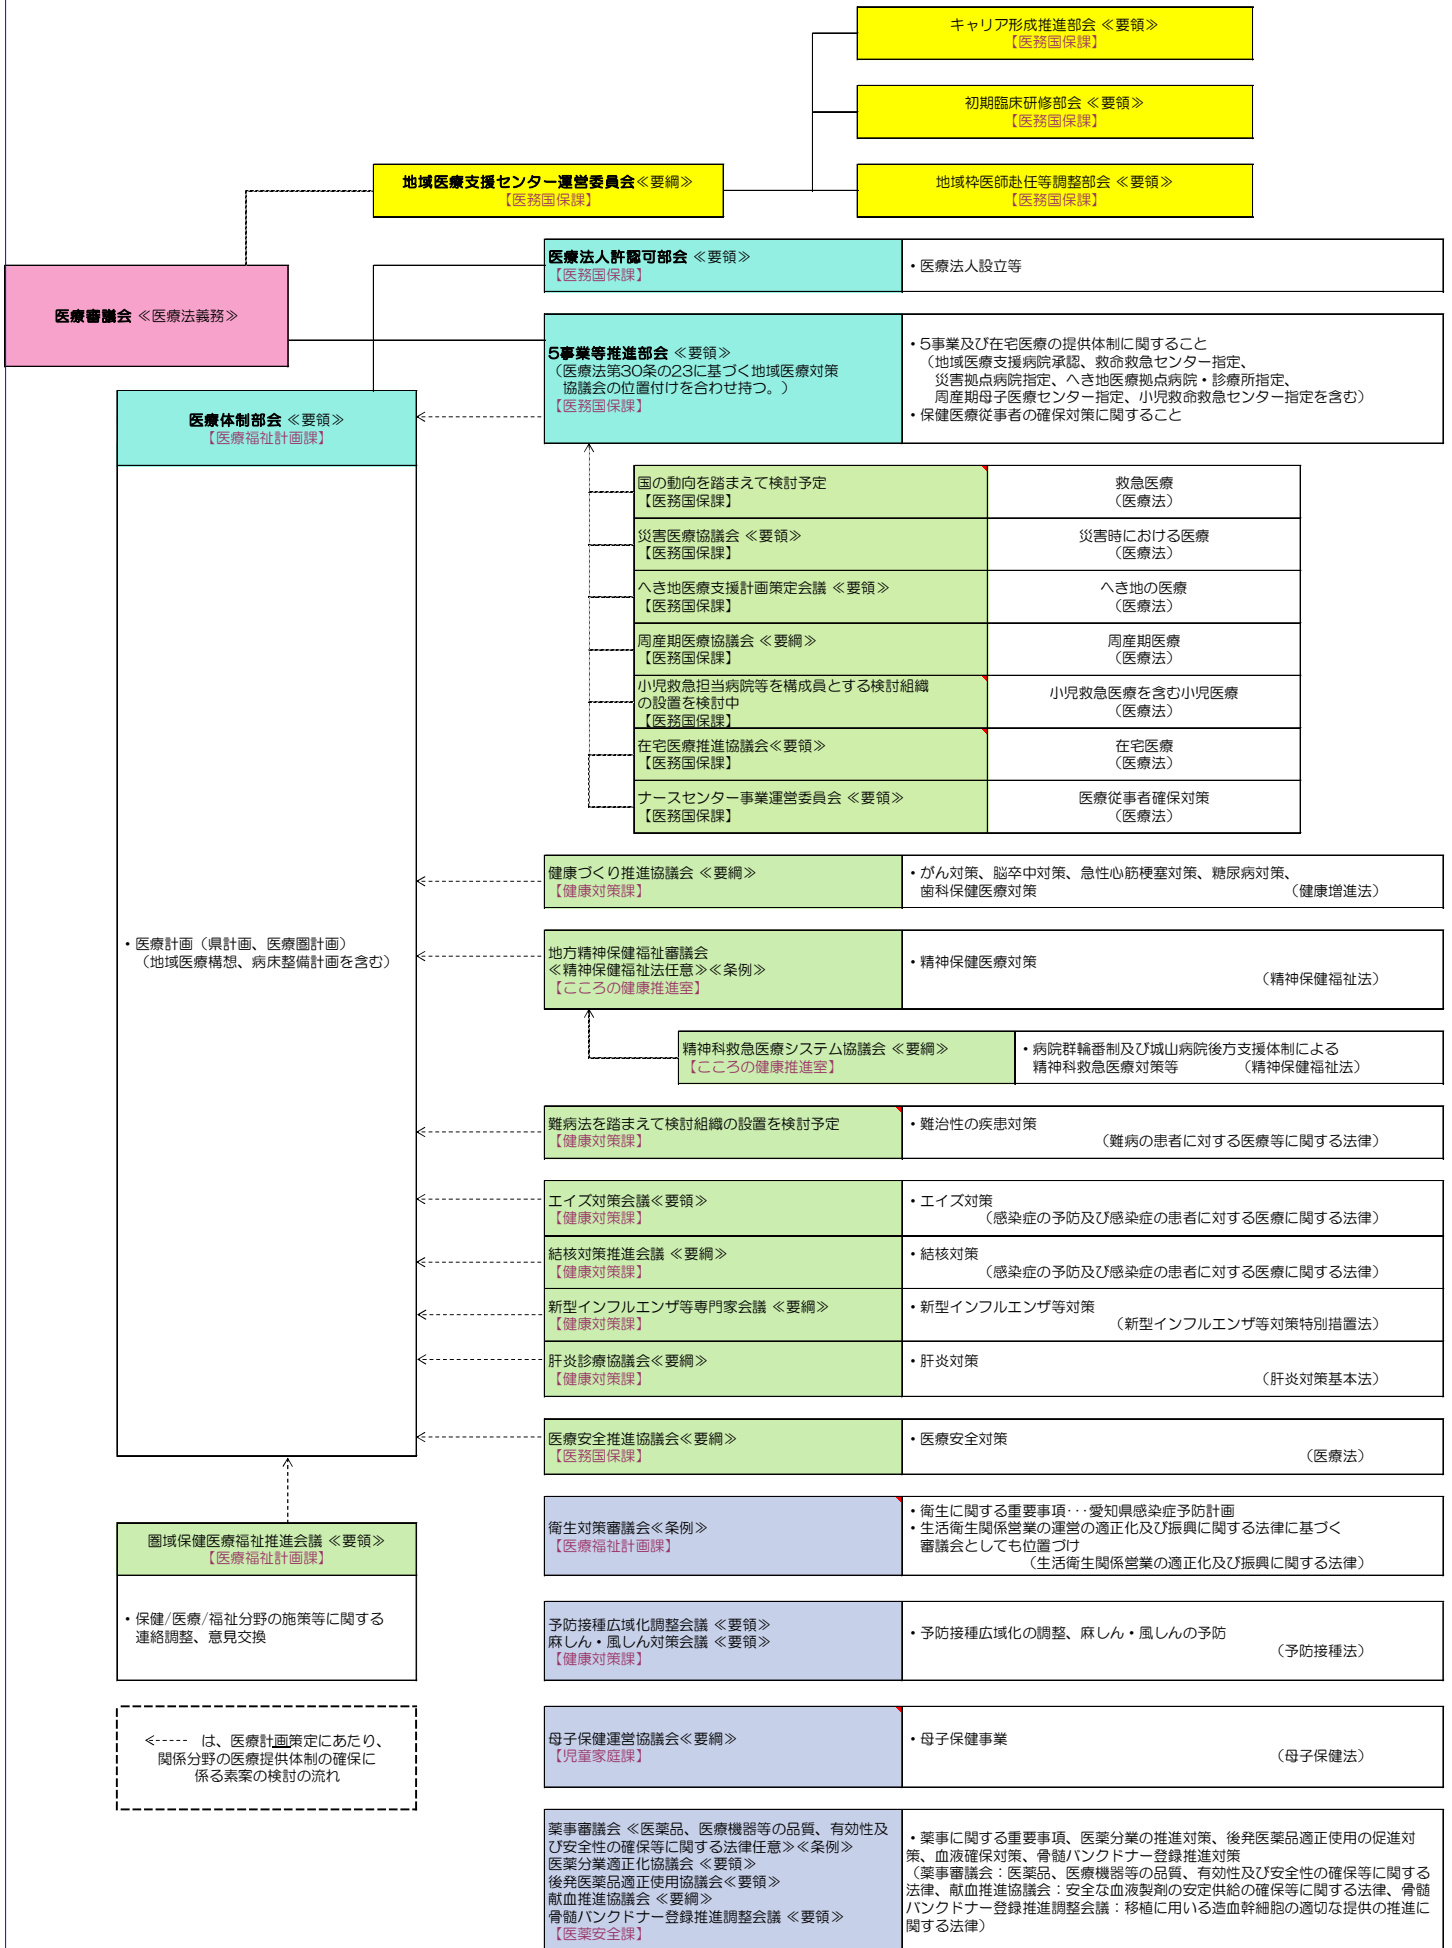 キャリア形成推進部会 ≪要領≫
【医務国保課】
初期臨床研修部会 ≪要領≫
【医務国保課】
地域医療支援センター運営委員会≪要綱≫
【医務国保課】
地域枠医師赴任等調整部会 ≪要領≫
【医務国保課】
医療法人許認可部会 ≪要領≫
【医務国保課】
・医療法人設立等
医療審議会 ≪医療法義務≫
5事業等推進部会 ≪要領≫
（医療法第30条の23に基づく地域医療対策
協議会の位置付けを合わせ持つ。）
【医務国保課】
・5事業及び在宅医療の提供体制に関すること
（地域医療支援病院承認、救命救急センター指定、
災害拠点病院指定、へき地医療拠点病院・診療所指定、
周産期母子医療センター指定、小児救命救急センター指定を含む）
・保健医療従事者の確保対策に関すること
医療体制部会 ≪要領≫
【医療福祉計画課】
国の動向を踏まえて検討予定
【医務国保課】
救急医療
（医療法）
災害医療協議会 ≪要領≫
【医務国保課】
災害時における医療
（医療法）
へき地医療支援計画策定会議 ≪要領≫
【医務国保課】
へき地の医療
（医療法）
周産期医療協議会 ≪要綱≫
【医務国保課】
周産期医療
（医療法）
小児救急担当病院等を構成員とする検討組織
の設置を検討中
【医務国保課】
小児救急医療を含む小児医療
（医療法）
在宅医療推進協議会≪要領≫
【医務国保課】
在宅医療
（医療法）
ナースセンター事業運営委員会 ≪要領≫
【医務国保課】
医療従事者確保対策
（医療法）
健康づくり推進協議会 ≪要綱≫
【健康対策課】
・がん対策、脳卒中対策、急性心筋梗塞対策、糖尿病対策、
歯科保健医療対策 （健康増進法）
・医療計画（県計画、医療圏計画）
（地域医療構想、病床整備計画を含む）
地方精神保健福祉審議会
≪精神保健福祉法任意≫≪条例≫
【こころの健康推進室】
・精神保健医療対策
（精神保健福祉法）
精神科救急医療システム協議会 ≪要綱≫
【こころの健康推進室】
・病院群輪番制及び城山病院後方支援体制による
精神科救急医療対策等 （精神保健福祉法）
難病法を踏まえて検討組織の設置を検討予定
【健康対策課】
・難治性の疾患対策
（難病の患者に対する医療等に関する法律）
エイズ対策会議≪要領≫
【健康対策課】
・エイズ対策
（感染症の予防及び感染症の患者に対する医療に関する法律）
結核対策推進会議 ≪要綱≫
【健康対策課】
・結核対策
（感染症の予防及び感染症の患者に対する医療に関する法律）
新型インフルエンザ等専門家会議 ≪要綱≫
【健康対策課】
・新型インフルエンザ等対策
（新型インフルエンザ等対策特別措置法）
肝炎診療協議会≪要綱≫
【健康対策課】
・肝炎対策
（肝炎対策基本法）
医療安全推進協議会≪要綱≫
【医務国保課】
・医療安全対策
（医療法）
圏域保健医療福祉推進会議 ≪要領≫
【医療福祉計画課】
・保健/医療/福祉分野の施策等に関する
連絡調整、意見交換
衛生対策審議会≪条例≫
【医療福祉計画課】
・衛生に関する重要事項･･･愛知県感染症予防計画
・生活衛生関係営業の運営の適正化及び振興に関する法律に基づく
審議会としても位置づけ
（生活衛生関係営業の適正化及び振興に関する法律）
予防接種広域化調整会議 ≪要領≫
麻しん・風しん対策会議 ≪要領≫
【健康対策課】
・予防接種広域化の調整、麻しん・風しんの予防
（予防接種法）
<----- は、医療計画策定にあたり、
関係分野の医療提供体制の確保に
係る素案の検討の流れ
母子保健運営協議会≪要綱≫
【児童家庭課】
・母子保健事業
（母子保健法）
薬事審議会 ≪医薬品、医療機器等の品質、有効性及
び安全性の確保等に関する法律任意≫≪条例≫
医薬分業適正化協議会 ≪要領≫
後発医薬品適正使用協議会≪要領≫
献血推進協議会 ≪要綱≫
骨髄バンクドナー登録推進調整会議 ≪要領≫
【医薬安全課】
・薬事に関する重要事項、医薬分業の推進対策、後発医薬品適正使用の促進対
策、血液確保対策、骨髄バンクドナー登録推進対策
（薬事審議会：医薬品、医療機器等の品質、有効性及び安全性の確保等に関する
法律、献血推進協議会：安全な血液製剤の安定供給の確保等に関する法律、骨髄
バンクドナー登録推進調整会議：移植に用いる造血幹細胞の適切な提供の推進に
関する法律）